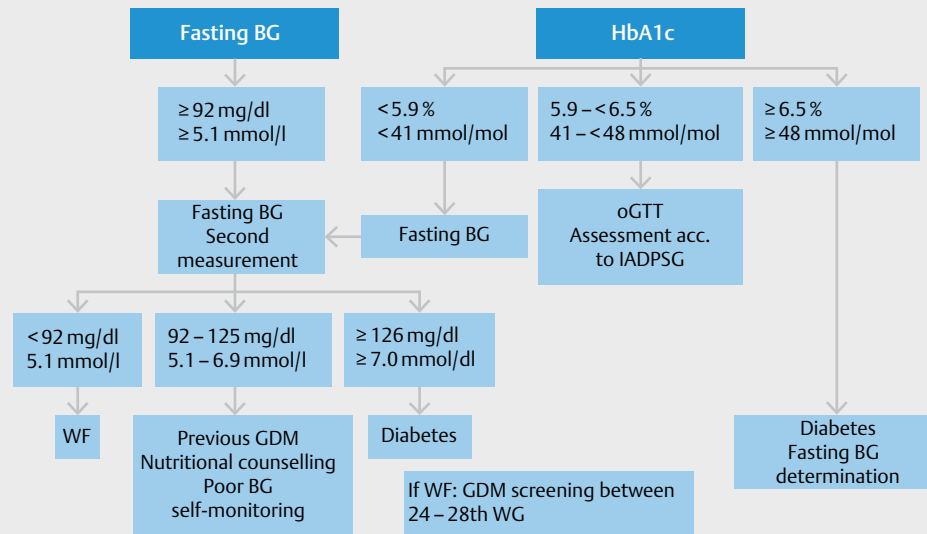 Fasting BG
HbA1c
≥ 92 mg/dl
≥ 5.1 mmol/l
< 5.9 %
< 41 mmol/mol
5.9 – < 6.5 %
41 – < 48 mmol/mol
≥ 6.5 %
≥ 48 mmol/mol
Fasting BG
Second
measurement
Fasting BG
oGTT
Assessment acc.
to IADPSG
< 92 mg/dl
5.1 mmol/l
92 – 125 mg/dl
5.1 – 6.9 mmol/l
≥ 126 mg/dl
≥ 7.0 mmol/dl
WF
Previous GDM
Nutritional counselling
Poor BG
self-monitoring
Diabetes
Diabetes
Fasting BG
determination
If WF: GDM screening between
24 – 28th WG